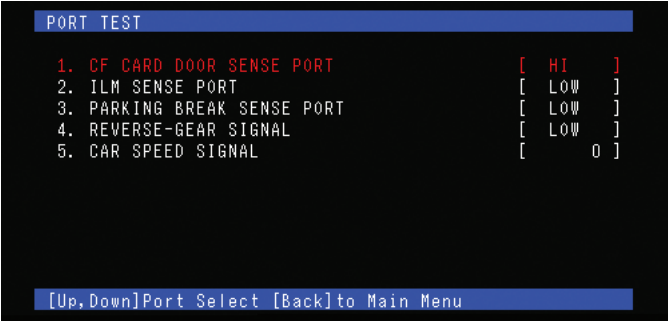 PORT TEST
1. CF CARD DOOR SENSE PORT [ HI ]
2. ILM SENSE PORT [ LOW ]
3. PARKING BREAK SENSE PORT [ LOW ]
4. REVERSE-GEAR SIGNAL [ LOW ]
5. CAR SPEED SIGNAL [ 0 ]
[Up,Down]Port Select [Back]to Main Menu